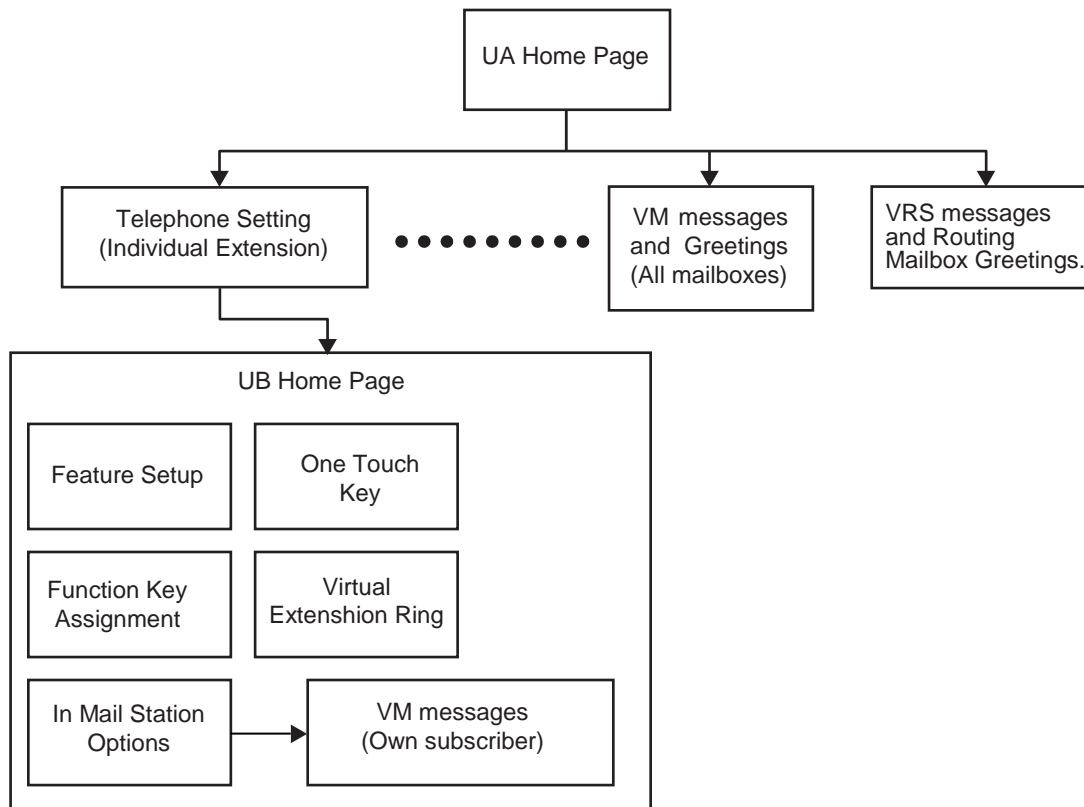 UA Home Page
Telephone Setting
(Individual Extension)
VM messages
and Greetings
(All mailboxes)
VRS messages
and Routing
Mailbox Greetings.
UB Home Page
Feature Setup
One Touch
Key
Function Key
Assignment
Virtual
Extenshion Ring
In Mail Station
Options
VM messages
(Own subscriber)